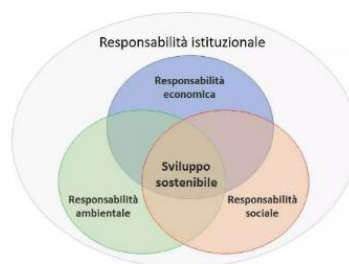 Responsabilità istituzionale
Responsabilità
economica
Sviluppo
sostenibile
Responsabilità
ambientale
Responsabilità
sociale